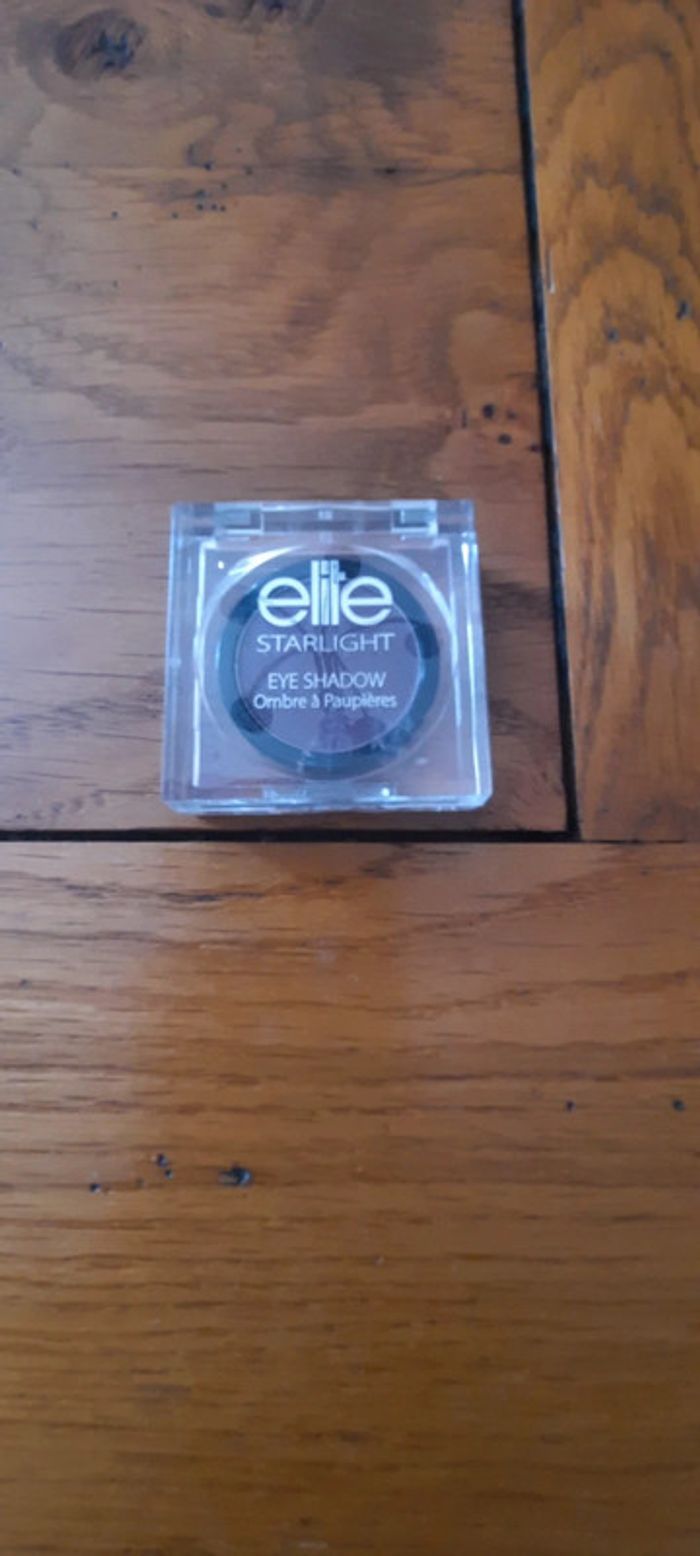 elite
STARLIGHT
EYE SHADOW
Ombre à Paupières